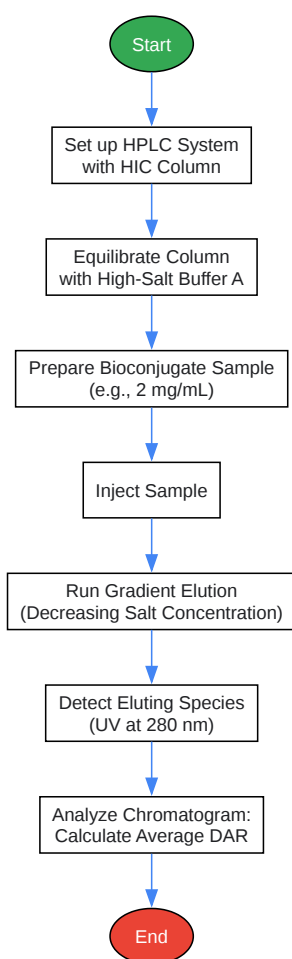 Start
Set up HPLC System
with HIC Column
Equilibrate Column
with High-Salt Buffer A
Prepare Bioconjugate Sample
(e.g., 2 mg/mL)
Inject Sample
Run Gradient Elution
(Decreasing Salt Concentration)
Detect Eluting Species
(UV at 280 nm)
Analyze Chromatogram:
Calculate Average DAR
End